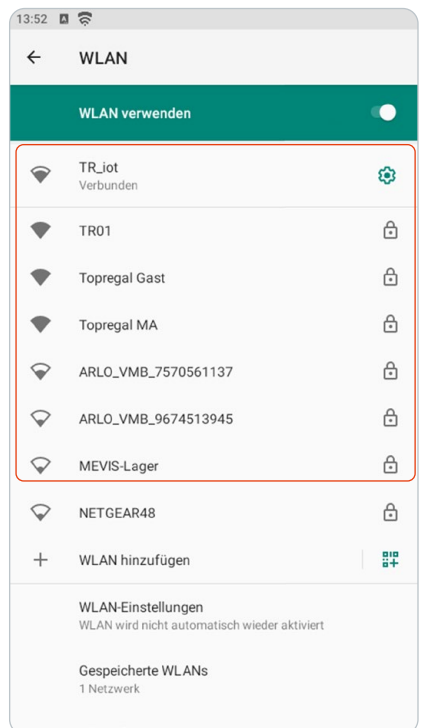 13:52
WLAN
WLAN verwenden
TR_iot
Verbunden
TR01
Topregal Gast
Topregal MA
ARLO_VMB_7570561137
ARLO_VMB_9674513945
MEVIS-Lager
NETGEAR48
WLAN hinzufügen
WLAN-Einstellungen
WLAN wird nicht automatisch wieder aktiviert
Gespeicherte WLANs
1 Netzwerk